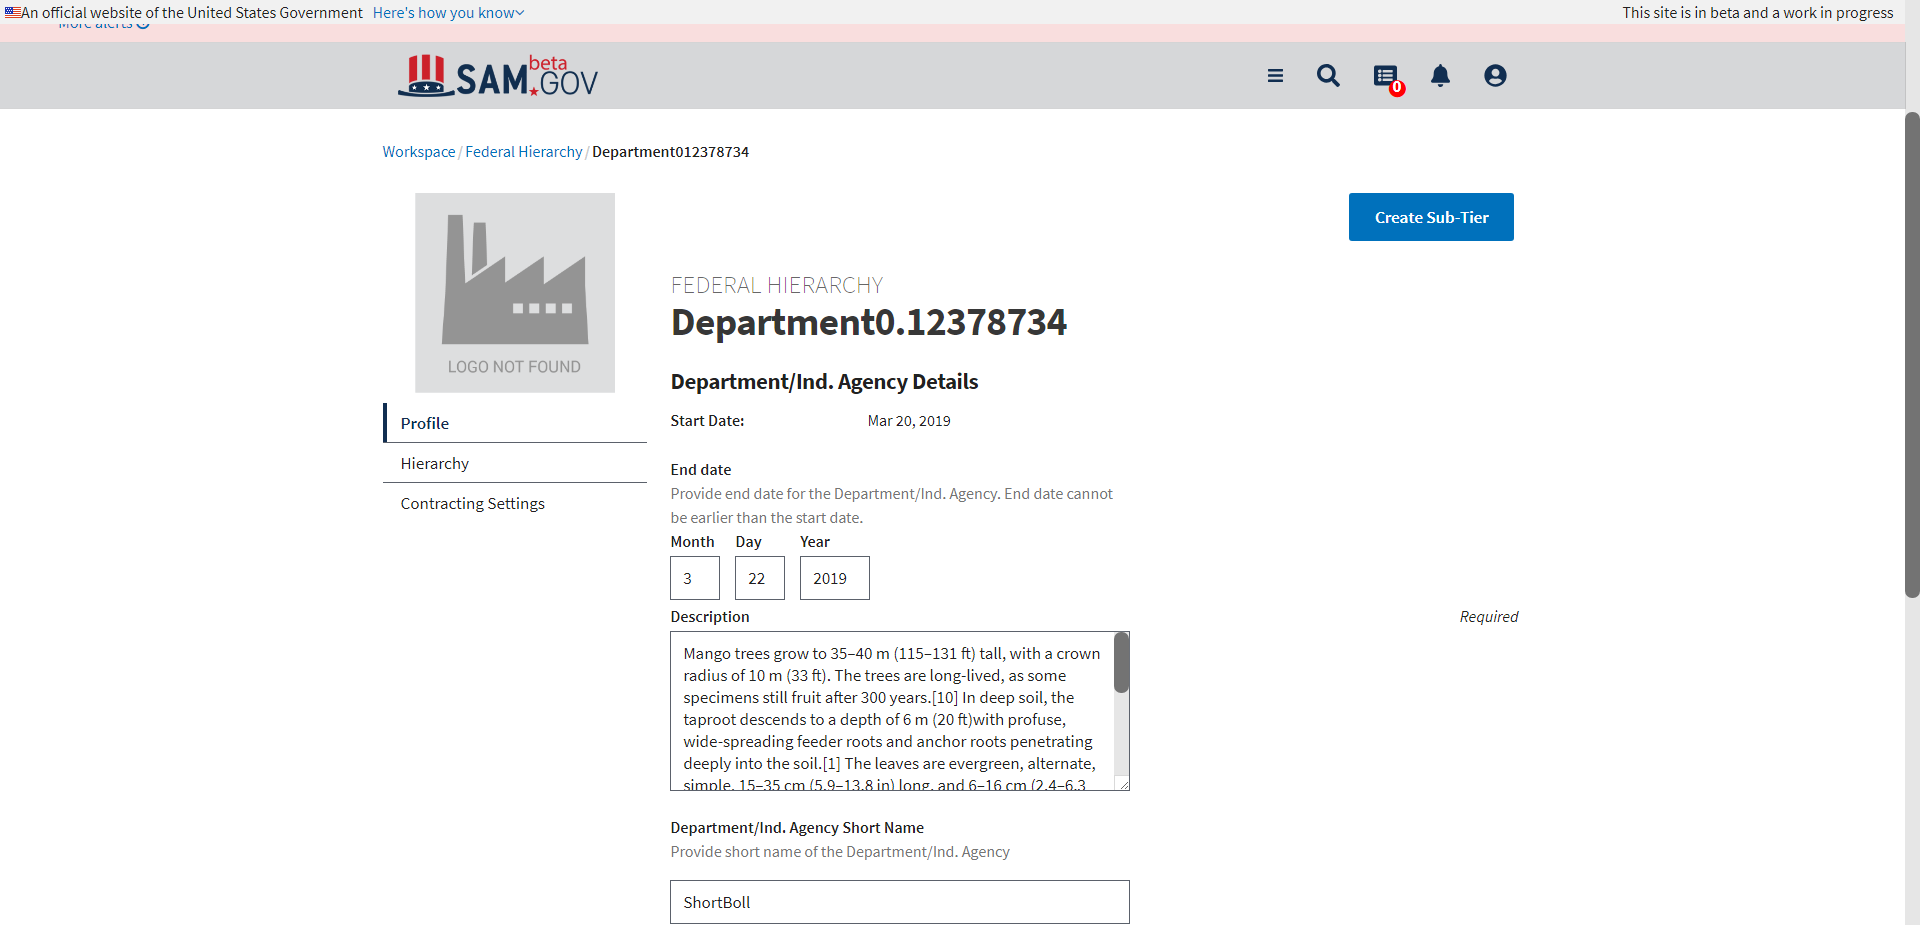 An official website of the United States Government Here's how you know
This site is in beta and a work in progress
More alerts
SAM.GOV beta
0
Workspace / Federal Hierarchy / Department012378734
LOGO NOT FOUND
Create Sub-Tier
Profile
Hierarchy
Contracting Settings
FEDERAL HIERARCHY
Department0.12378734
Department/Ind. Agency Details
Start Date: Mar 20, 2019
End date
Provide end date for the Department/Ind. Agency. End date cannot
be earlier than the start date.
Month Day Year
3 22 2019
Description Required
Mango trees grow to 35–40 m (115–131 ft) tall, with a crown
radius of 10 m (33 ft). The trees are long-lived, as some
specimens still fruit after 300 years.[10] In deep soil, the
taproot descends to a depth of 6 m (20 ft)with profuse,
wide-spreading feeder roots and anchor roots penetrating
deeply into the soil.[1] The leaves are evergreen, alternate,
simple, 15–35 cm (5.9–13.8 in) long, and 6–16 cm (2.4–6.3
Department/Ind. Agency Short Name
Provide short name of the Department/Ind. Agency
ShortBoll